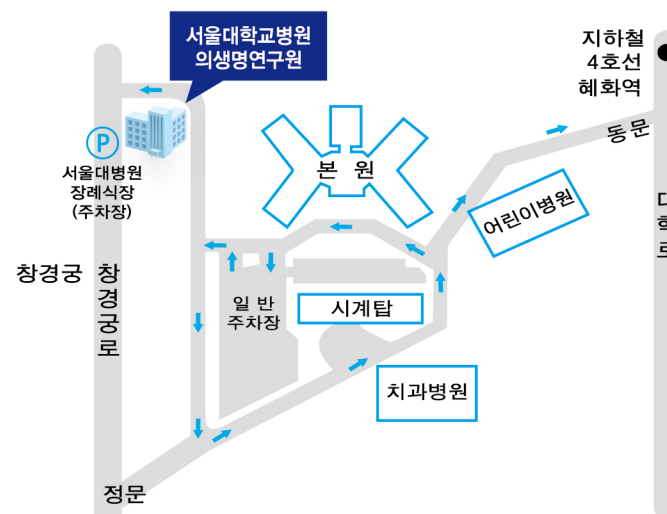 서울대학교병원
의생명연구원
지하철
4호선
혜화역
동문
P
서울대병원
장례식장
(주차장)
본 원
어린이병원
창경궁
창경궁로
일 반
주차장
시계탑
치과병원
정문